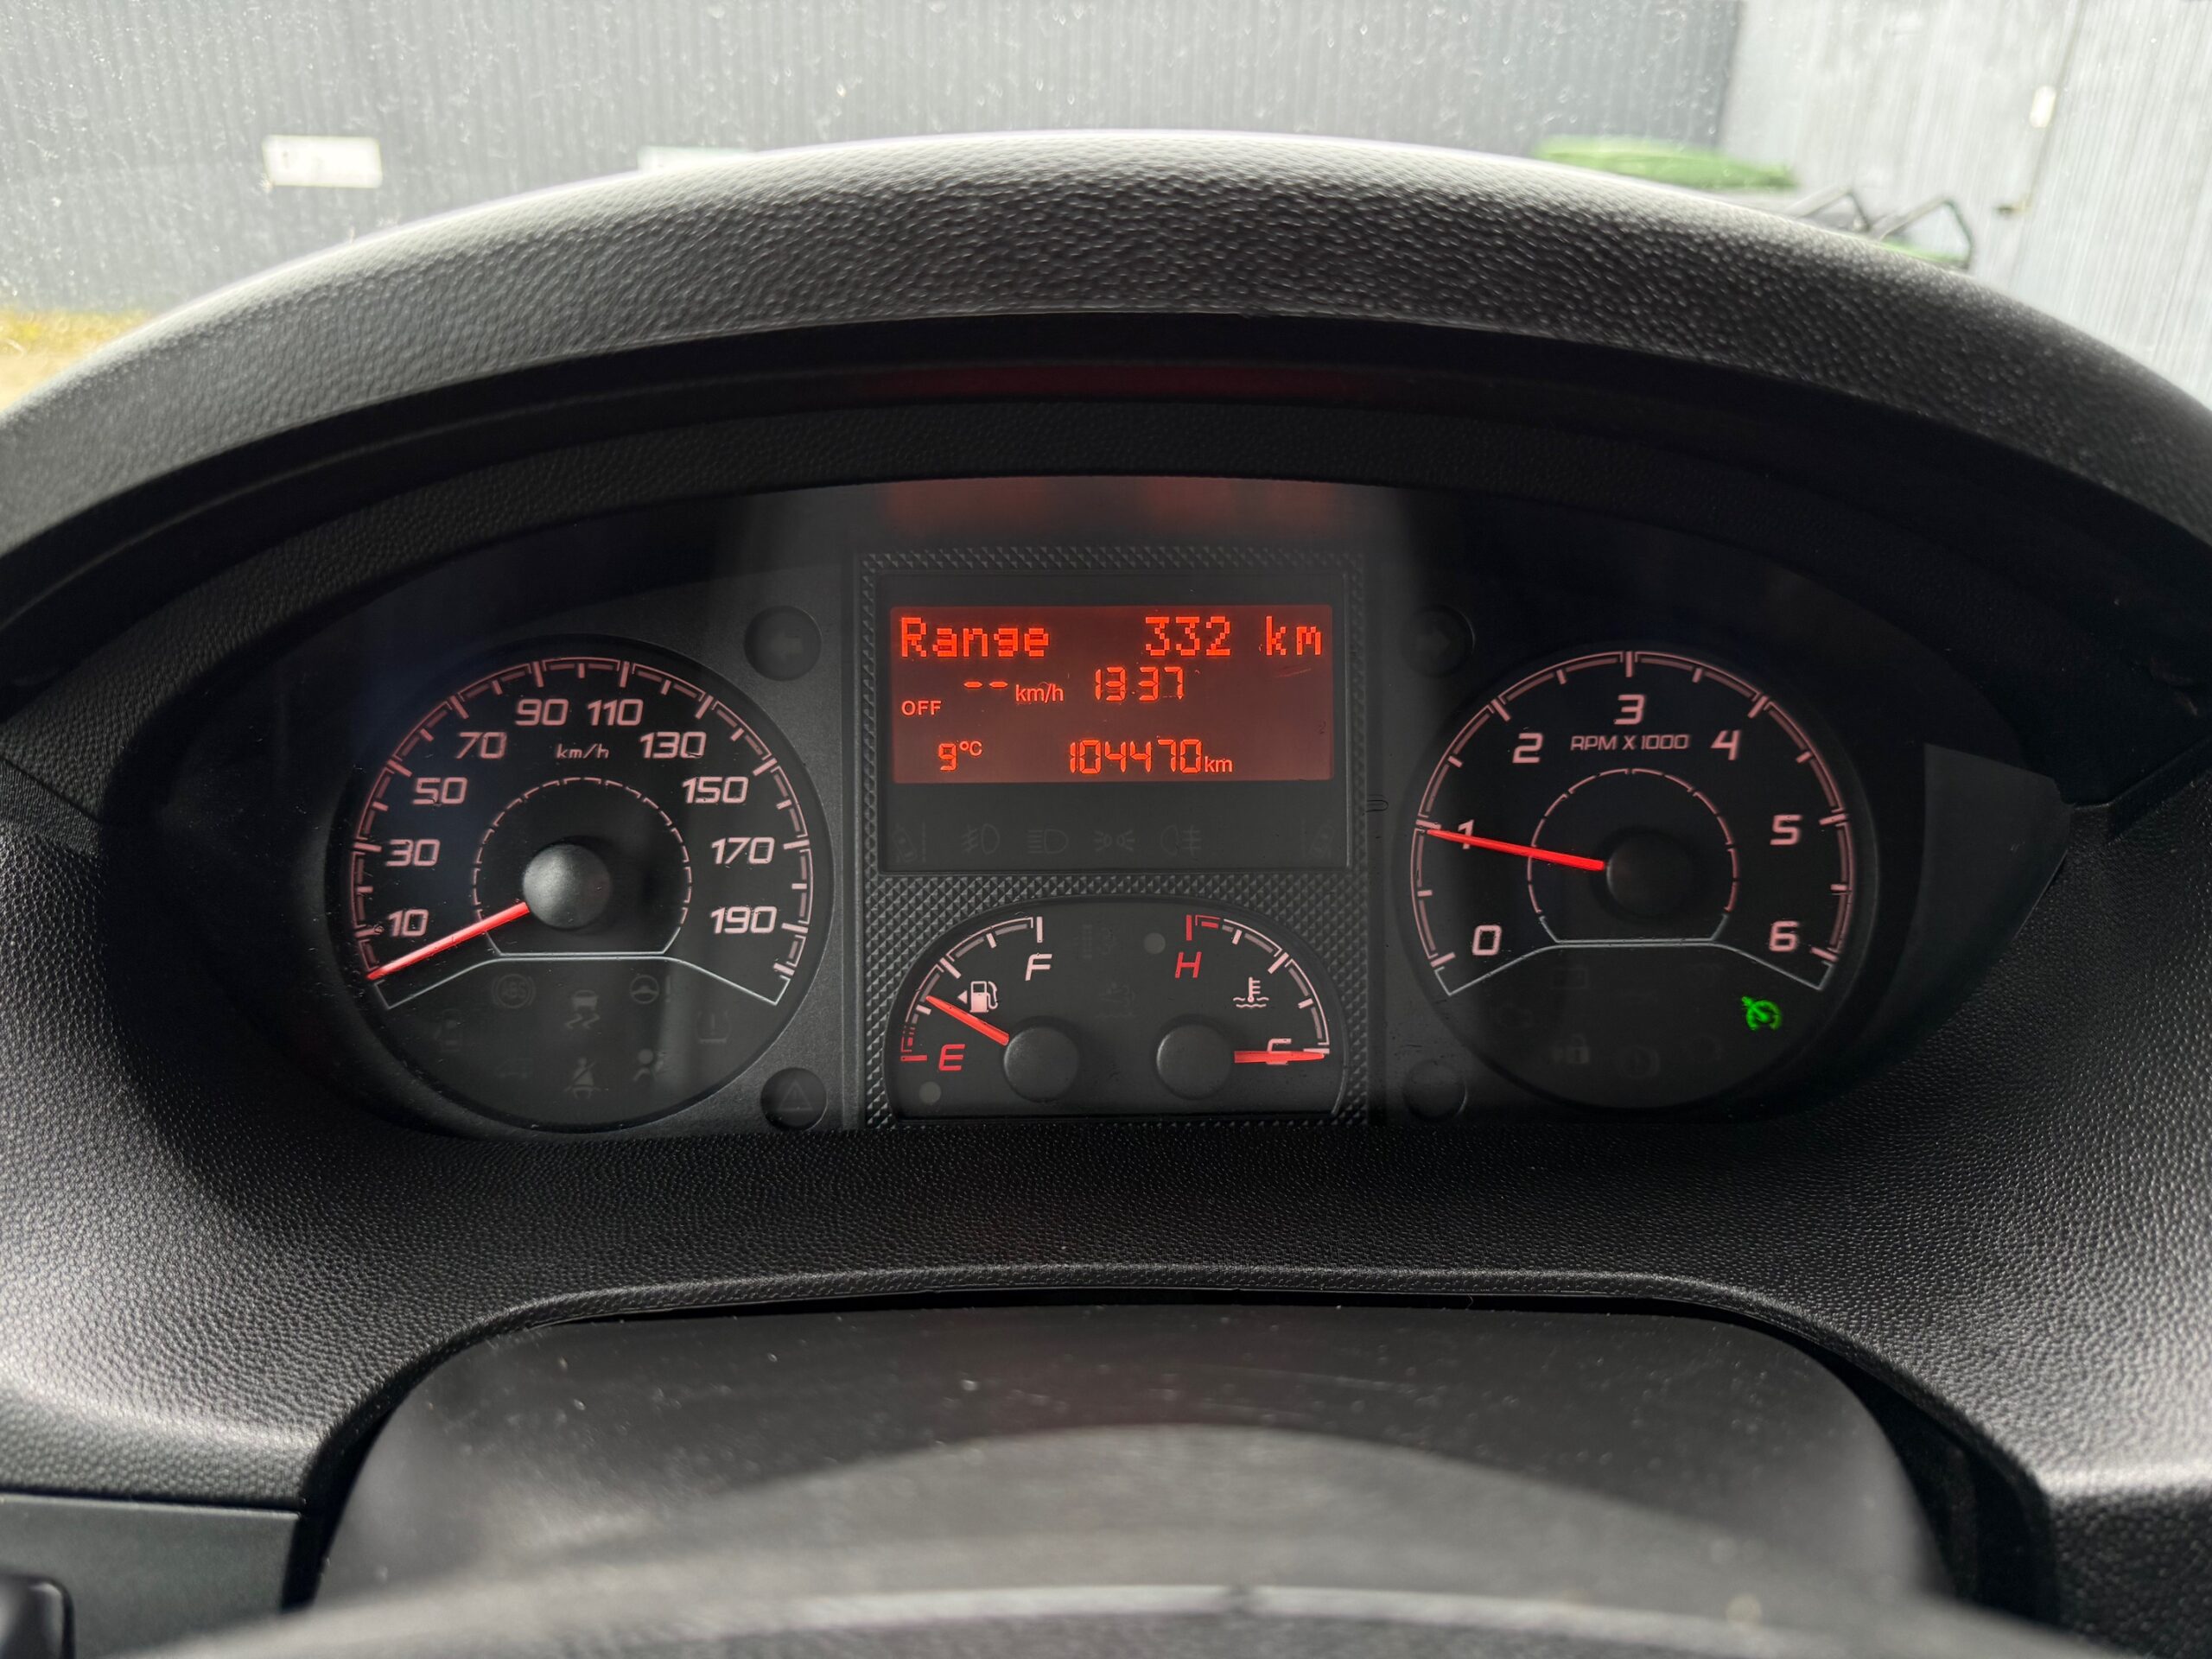 Range 332 km
-- km/h 13:37
OFF
9°C 104470km
10 30 50 70 90 110 130 150 170 190
km/h
0 1 2 3 4 5 6
RPM X 1000
E F
H C